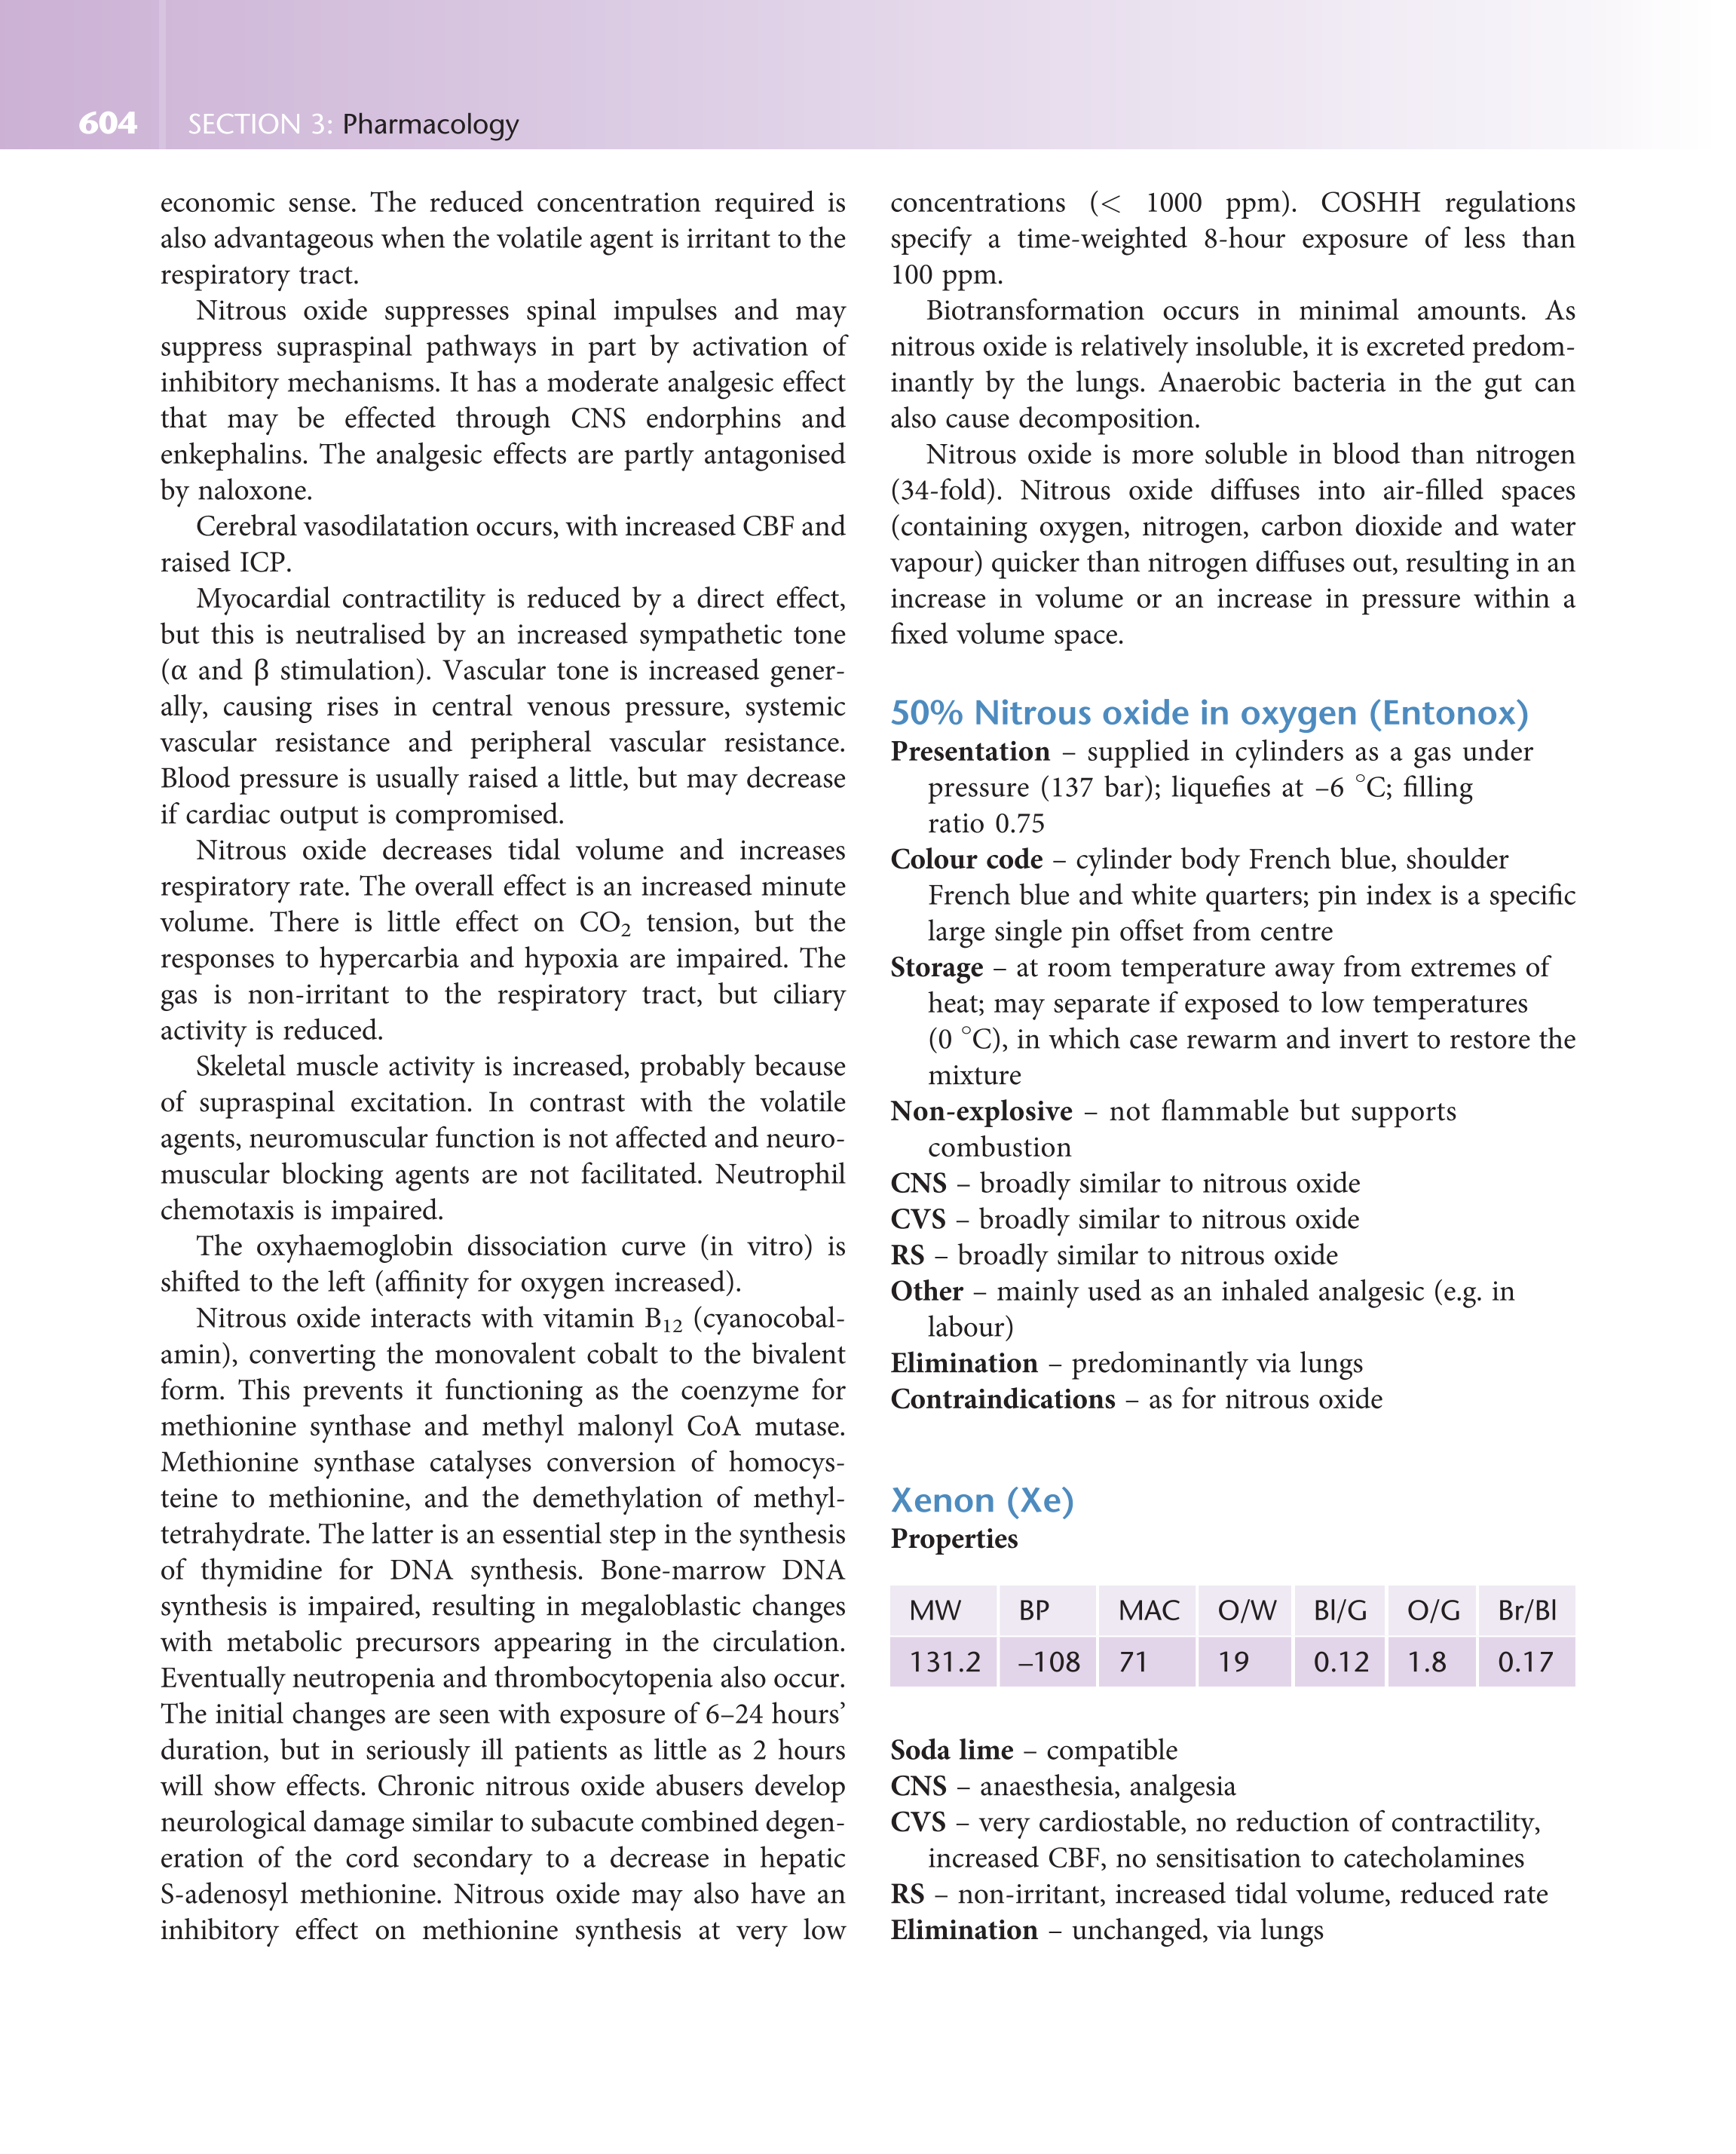 604 SECTION 3: Pharmacology
economic sense. The reduced concentration required is
also advantageous when the volatile agent is irritant to the
respiratory tract.
Nitrous oxide suppresses spinal impulses and may
suppress supraspinal pathways in part by activation of
inhibitory mechanisms. It has a moderate analgesic effect
that may be effected through CNS endorphins and
enkephalins. The analgesic effects are partly antagonised
by naloxone.
Cerebral vasodilatation occurs, with increased CBF and
raised ICP.
Myocardial contractility is reduced by a direct effect,
but this is neutralised by an increased sympathetic tone
(α and β stimulation). Vascular tone is increased gener-
ally, causing rises in central venous pressure, systemic
vascular resistance and peripheral vascular resistance.
Blood pressure is usually raised a little, but may decrease
if cardiac output is compromised.
Nitrous oxide decreases tidal volume and increases
respiratory rate. The overall effect is an increased minute
volume. There is little effect on CO₂ tension, but the
responses to hypercarbia and hypoxia are impaired. The
gas is non-irritant to the respiratory tract, but ciliary
activity is reduced.
Skeletal muscle activity is increased, probably because
of supraspinal excitation. In contrast with the volatile
agents, neuromuscular function is not affected and neuro-
muscular blocking agents are not facilitated. Neutrophil
chemotaxis is impaired.
The oxyhaemoglobin dissociation curve (in vitro) is
shifted to the left (affinity for oxygen increased).
Nitrous oxide interacts with vitamin B₁₂ (cyanocobal-
amin), converting the monovalent cobalt to the bivalent
form. This prevents it functioning as the coenzyme for
methionine synthase and methyl malonyl CoA mutase.
Methionine synthase catalyses conversion of homocys-
teine to methionine, and the demethylation of methyl-
tetrahydrate. The latter is an essential step in the synthesis
of thymidine for DNA synthesis. Bone-marrow DNA
synthesis is impaired, resulting in megaloblastic changes
with metabolic precursors appearing in the circulation.
Eventually neutropenia and thrombocytopenia also occur.
The initial changes are seen with exposure of 6–24 hours’
duration, but in seriously ill patients as little as 2 hours
will show effects. Chronic nitrous oxide abusers develop
neurological damage similar to subacute combined degen-
eration of the cord secondary to a decrease in hepatic
S-adenosyl methionine. Nitrous oxide may also have an
inhibitory effect on methionine synthesis at very low
concentrations (< 1000 ppm). COSHH regulations
specify a time-weighted 8-hour exposure of less than
100 ppm.
Biotransformation occurs in minimal amounts. As
nitrous oxide is relatively insoluble, it is excreted predom-
inantly by the lungs. Anaerobic bacteria in the gut can
also cause decomposition.
Nitrous oxide is more soluble in blood than nitrogen
(34-fold). Nitrous oxide diffuses into air-filled spaces
(containing oxygen, nitrogen, carbon dioxide and water
vapour) quicker than nitrogen diffuses out, resulting in an
increase in volume or an increase in pressure within a
fixed volume space.
50% Nitrous oxide in oxygen (Entonox)
Presentation – supplied in cylinders as a gas under
pressure (137 bar); liquefies at –6 °C; filling
ratio 0.75
Colour code – cylinder body French blue, shoulder
French blue and white quarters; pin index is a specific
large single pin offset from centre
Storage – at room temperature away from extremes of
heat; may separate if exposed to low temperatures
(0 °C), in which case rewarm and invert to restore the
mixture
Non-explosive – not flammable but supports
combustion
CNS – broadly similar to nitrous oxide
CVS – broadly similar to nitrous oxide
RS – broadly similar to nitrous oxide
Other – mainly used as an inhaled analgesic (e.g. in
labour)
Elimination – predominantly via lungs
Contraindications – as for nitrous oxide
Xenon (Xe)
Properties
MW BP MAC O/W Bl/G O/G Br/Bl
131.2 –108 71 19 0.12 1.8 0.17
Soda lime – compatible
CNS – anaesthesia, analgesia
CVS – very cardiostable, no reduction of contractility,
increased CBF, no sensitisation to catecholamines
RS – non-irritant, increased tidal volume, reduced rate
Elimination – unchanged, via lungs